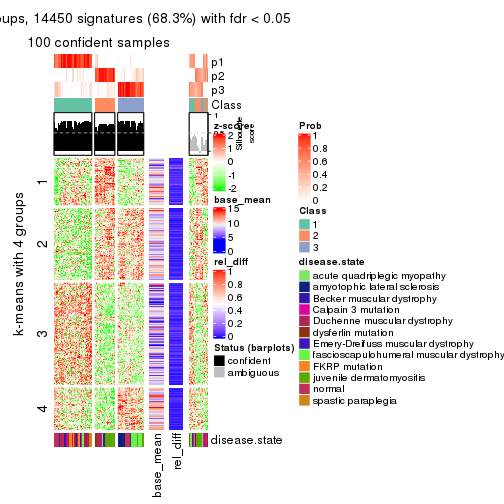 oups, 14450 signatures (68.3%) with fdr < 0.05
100 confident samples
p1
p2
p3
Class
1
Silhouette
score
z-score
2
1
0
-1
-2
base_mean
15
10
5
0
rel_diff
1
0.8
0.6
0.4
0.2
0
Status (barplots)
confident
ambiguous
k-means with 4 groups
1
2
3
4
disease.state
base_mean
rel_diff
Prob
1
0.8
0.6
0.4
0.2
0
Class
1
2
3
disease.state
acute quadriplegic myopathy
amyotophic lateral sclerosis
Becker muscular dystrophy
Calpain 3 mutation
Duchenne muscular dystrophy
dysferlin mutation
Emery-Dreifuss muscular dystrophy
fascioscapulohumeral muscular dystrophy
FKRP mutation
juvenile dermatomyositis
normal
spastic paraplegia